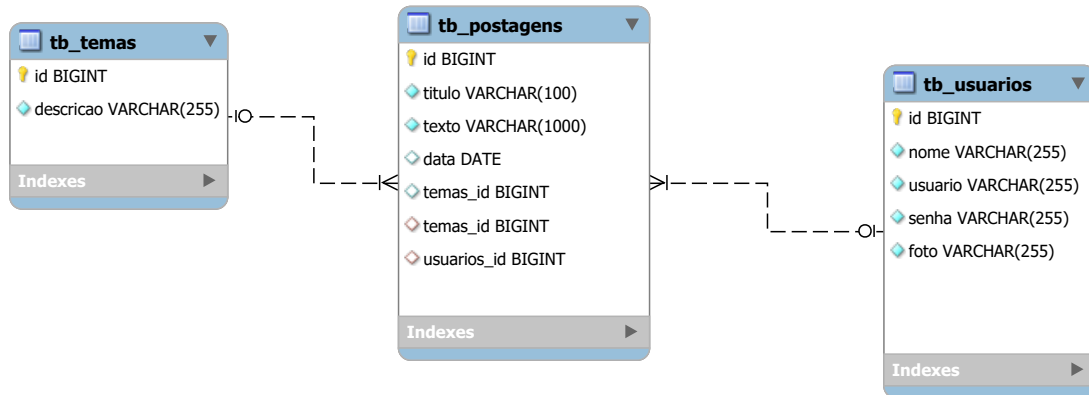 tb_temas
id BIGINT
descricao VARCHAR(255)
Indexes
tb_postagens
id BIGINT
titulo VARCHAR(100)
texto VARCHAR(1000)
data DATE
temas_id BIGINT
temas_id BIGINT
usuarios_id BIGINT
Indexes
tb_usuarios
id BIGINT
nome VARCHAR(255)
usuario VARCHAR(255)
senha VARCHAR(255)
foto VARCHAR(255)
Indexes